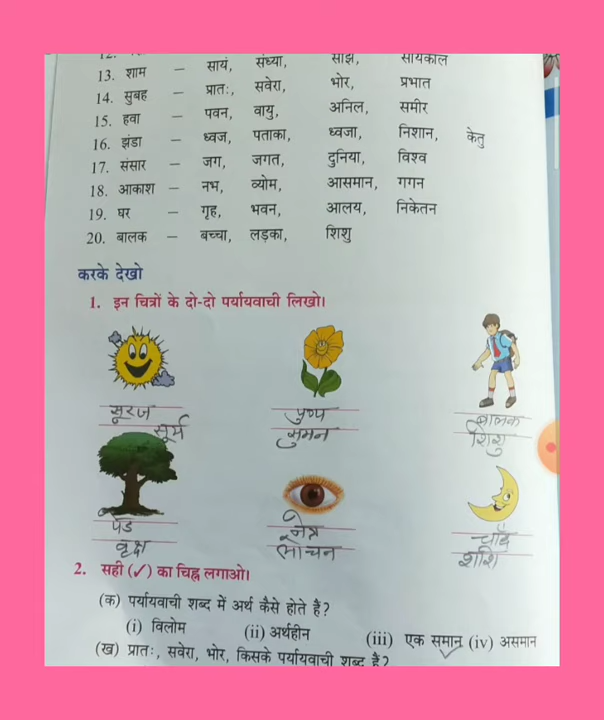 13. शाम – सायं, संध्या, साँझ, सायंकाल
14. सुबह – प्रातः, सवेरा, भोर, प्रभात
15. हवा – पवन, वायु, अनिल, समीर
16. झंडा – ध्वज, पताका, ध्वजा, निशान, केतु
17. संसार – जग, जगत, दुनिया, विश्व
18. आकाश – नभ, व्योम, आसमान, गगन
19. घर – गृह, भवन, आलय, निकेतन
20. बालक – बच्चा, लड़का, शिशु
करके देखो
1. इन चित्रों के दो-दो पर्यायवाची लिखो।
सूरज पुष्प बालक
सूर्य सुमन शिशु
पेड नेत्र चाँद
वृक्ष लोचन शशि
2. सही (✓) का चिह्न लगाओ।
(क) पर्यायवाची शब्द में अर्थ कैसे होते हैं?
(i) विलोम (ii) अर्थहीन (iii) एक समान ✓ (iv) असमान
(ख) प्रातः, सवेरा, भोर, किसके पर्यायवाची शब्द हैं?